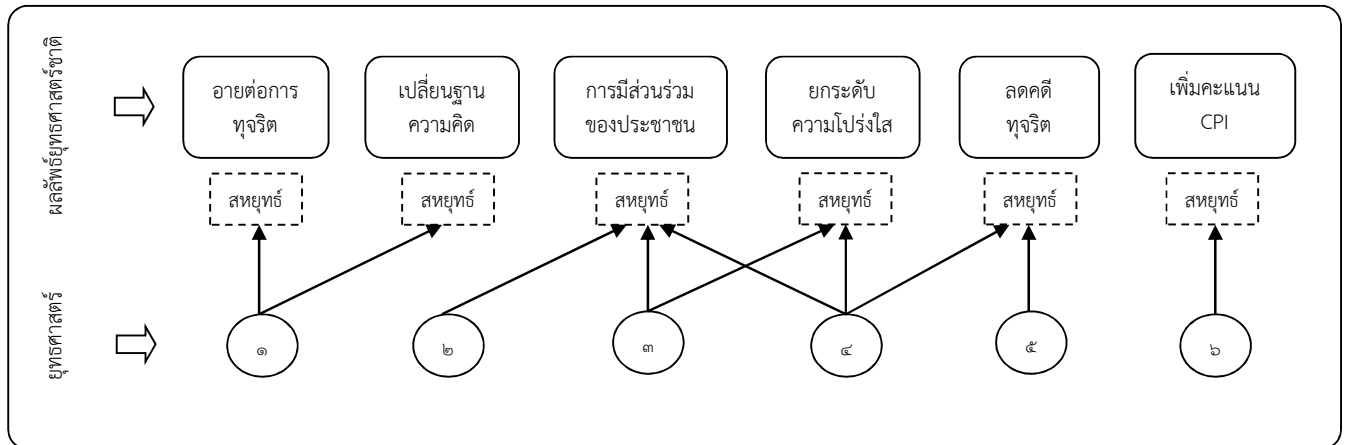 ผลลัพธ์ยุทธศาสตร์ชาติ
อายต่อการ
ทุจริต
เปลี่ยนฐาน
ความคิด
การมีส่วนร่วม
ของประชาชน
ยกระดับ
ความโปร่งใส
ลดคดี
ทุจริต
เพิ่มคะแนน
CPI
สหยุทธ์
สหยุทธ์
สหยุทธ์
สหยุทธ์
สหยุทธ์
สหยุทธ์
ยุทธศาสตร์
๑
๒
๓
๔
๕
๖